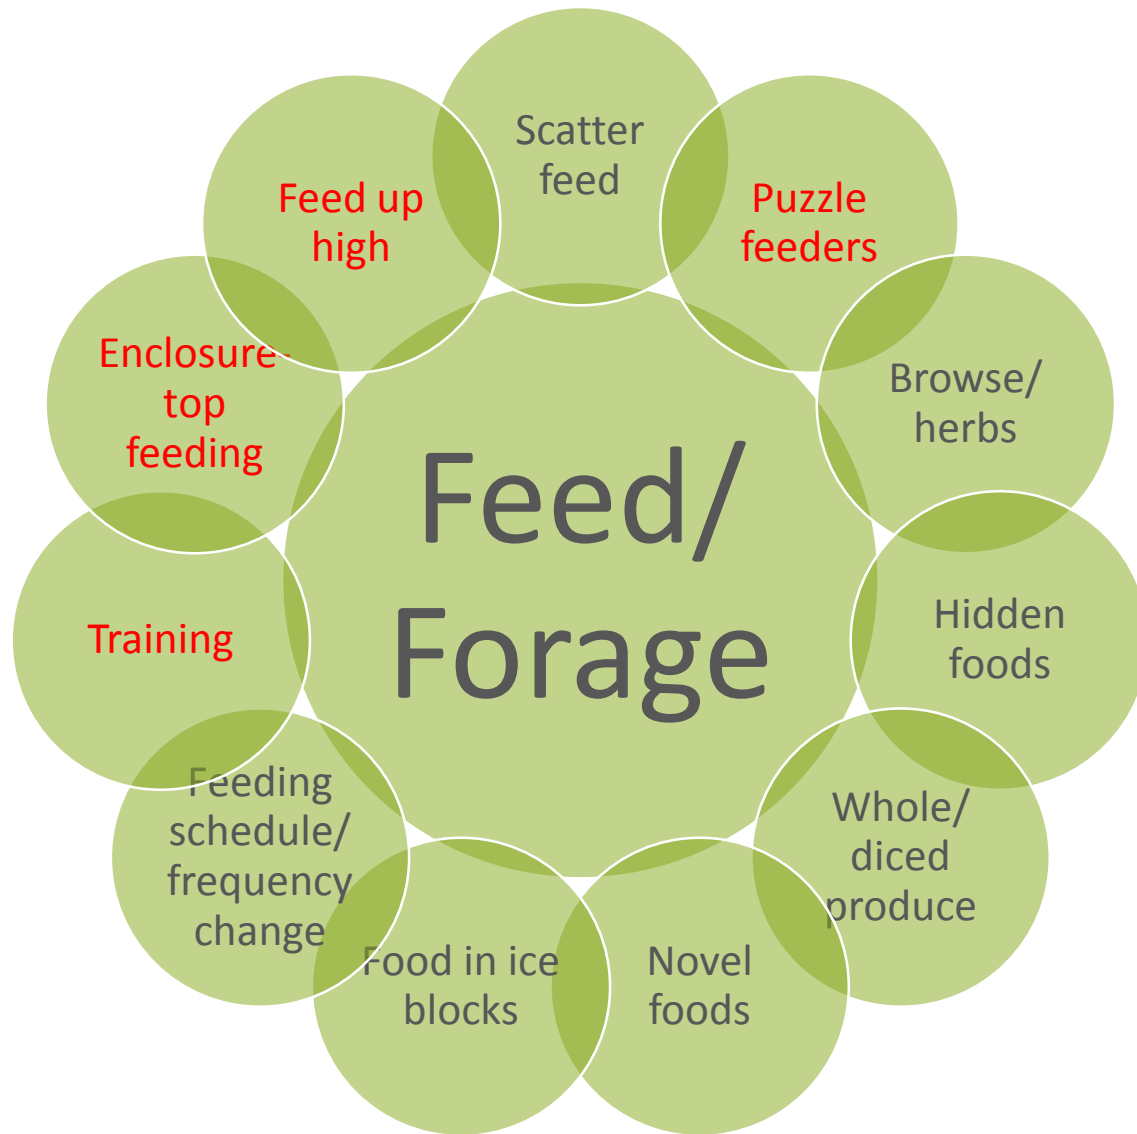 Scatter
feed
Puzzle
feeders
Browse/
herbs
Hidden
foods
Whole/
diced
produce
Novel
foods
Food in ice
blocks
Feeding
schedule/
frequency
change
Training
Enclosure-
top
feeding
Feed up
high
Feed/
Forage